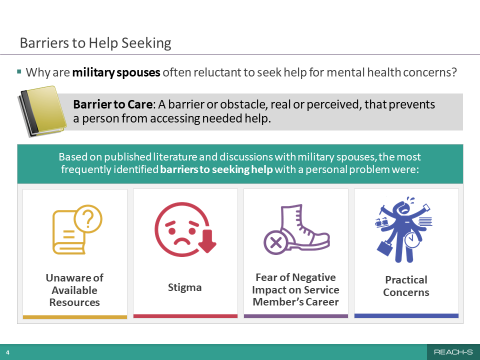 Barriers to Help Seeking
Why are military spouses often reluctant to seek help for mental health concerns?
Barrier to Care: A barrier or obstacle, real or perceived, that prevents
a person from accessing needed help.
Based on published literature and discussions with military spouses, the most
frequently identified barriers to seeking help with a personal problem were:
?
Unaware of
Available
Resources
Stigma
Fear of Negative
Impact on Service
Member's Career
Practical
Concerns
4
REACH-S